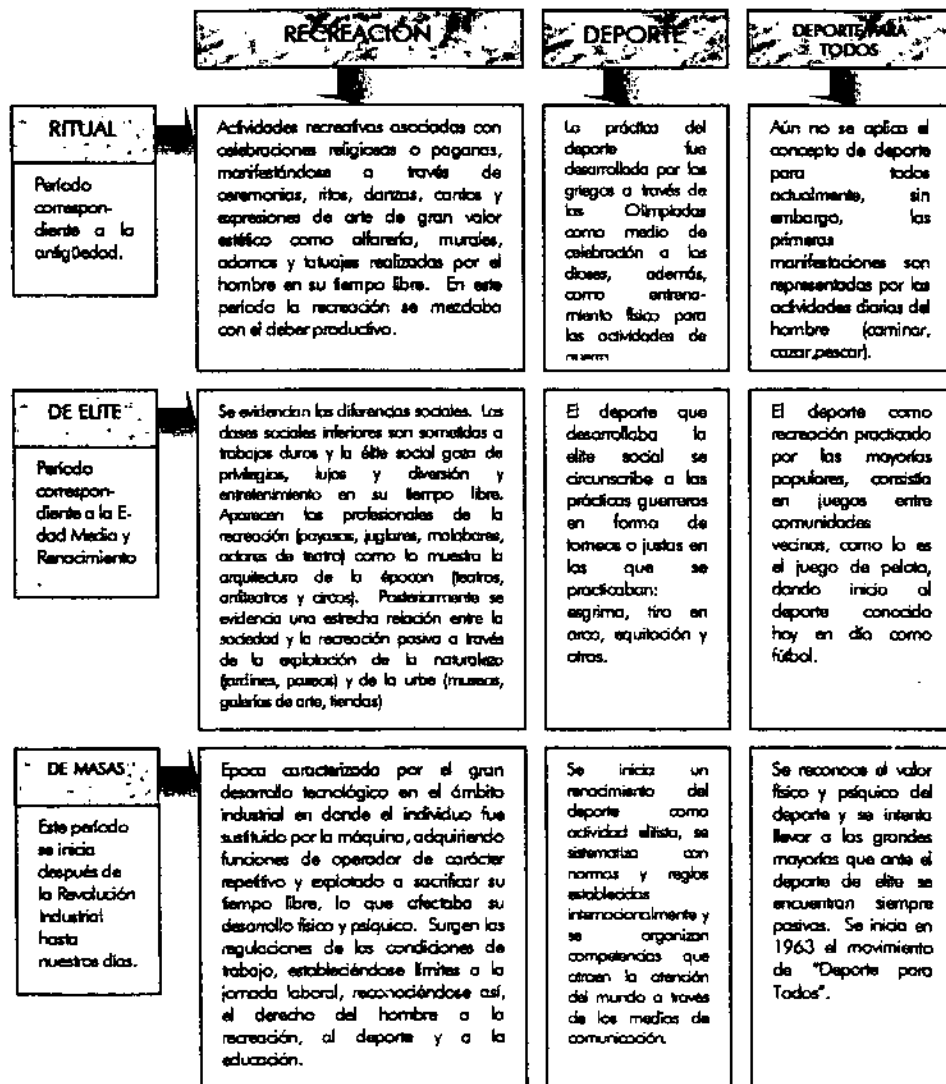 RECREACIÓN
DEPORTE
DEPORTE PARA
TODOS
RITUAL
Período
correspon-
diente a la
antigüedad.
Actividades recreativas asociadas con
celebraciones religiosas o paganas,
manifestándose a través de
ceremonias, ritos, danzas, cantos y
expresiones de arte de gran valor
estético como alfarería, murales,
adornos y tatuajes realizadas por el
hombre en su tiempo libre. En este
período la recreación se mezclaba
con el deber productivo.
La práctica del
deporte fue
desarrollada por los
griegos a través de
las Olimpiadas
como medio de
celebración a los
dioses, además,
como entrena-
miento físico para
las actividades de
guerra
Aún no se aplica el
concepto de deporte
para todos
actualmente, sin
embargo, las
primeras
manifestaciones son
representadas por las
actividades diarias del
hombre (caminar,
cazar,pescar).
DE ELITE
Período
correspon-
diente a la E-
dad Media y
Renacimiento
.
Se evidencian las diferencias sociales. Las
clases sociales inferiores son sometidas a
trabajos duros y la élite social goza de
privilegios, lujos y diversión y
entretenimiento en su tiempo libre.
Aparecen los profesionales de la
recreación (payasos, juglares, malabares,
actores de teatro) como lo muestra la
arquitectura de la épocan (teatros,
anfiteatros y circos). Posteriormente se
evidencia una estrecha relación entre la
sociedad y la recreación pasiva a través
de la explotación de la naturaleza
(jardines, paseos) y de la urbe (museos,
galerías de arte, tiendas)
El deporte que
desarrollaba la
elite social se
circunscribe a las
prácticas guerreras
en forma de
torneos o justas en
los que se
practicaban:
esgrima, tiro en
arco, equitación y
otros.
El deporte como
recreación practicado
por las mayorías
populares, consistía
en juegos entre
comunidades
vecinas, como lo es
el juego de pelota,
dando inicio al
deporte conocido
hoy en día como
fútbol.
DE MASAS
Este período
se inicia
después de
la Revolución
Industrial
hasta
nuestros días.
Epoca caracterizada por el gran
desarrollo tecnológico en el ámbito
industrial en donde el individuo fue
sustituido por la máquina, adquiriendo
funciones de operador de carácter
repetitivo y explotado a sacrificar su
tiempo libre, lo que afectaba su
desarrollo físico y psíquico. Surgen las
regulaciones de las condiciones de
trabajo, estableciéndose límites a la
jornada laboral, reconociéndose así,
el derecho del hombre a la
recreación, al deporte y a la
educación.
Se inicia un
renacimiento del
deporte como
actividad elitista, se
sistematiza con
normas y reglas
establecidas
internacionalmente y
se organizan
competencias que
atraen la atención
del mundo a través
de los medios de
comunicación.
Se reconoce el valor
físico y psíquico del
deporte y se intenta
llevar a las grandes
mayorías que ante el
deporte de elite se
encuentran siempre
pasivas. Se inicia en
1963 el movimiento
de "Deporte para
Todos".